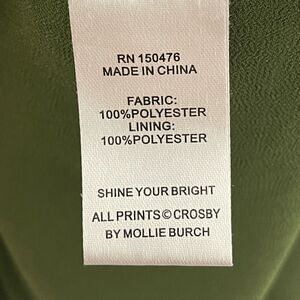 RN 150476
MADE IN CHINA
FABRIC:
100%POLYESTER
LINING:
100%POLYESTER
SHINE YOUR BRIGHT
ALL PRINTS©CROSBY
BY MOLLIE BURCH